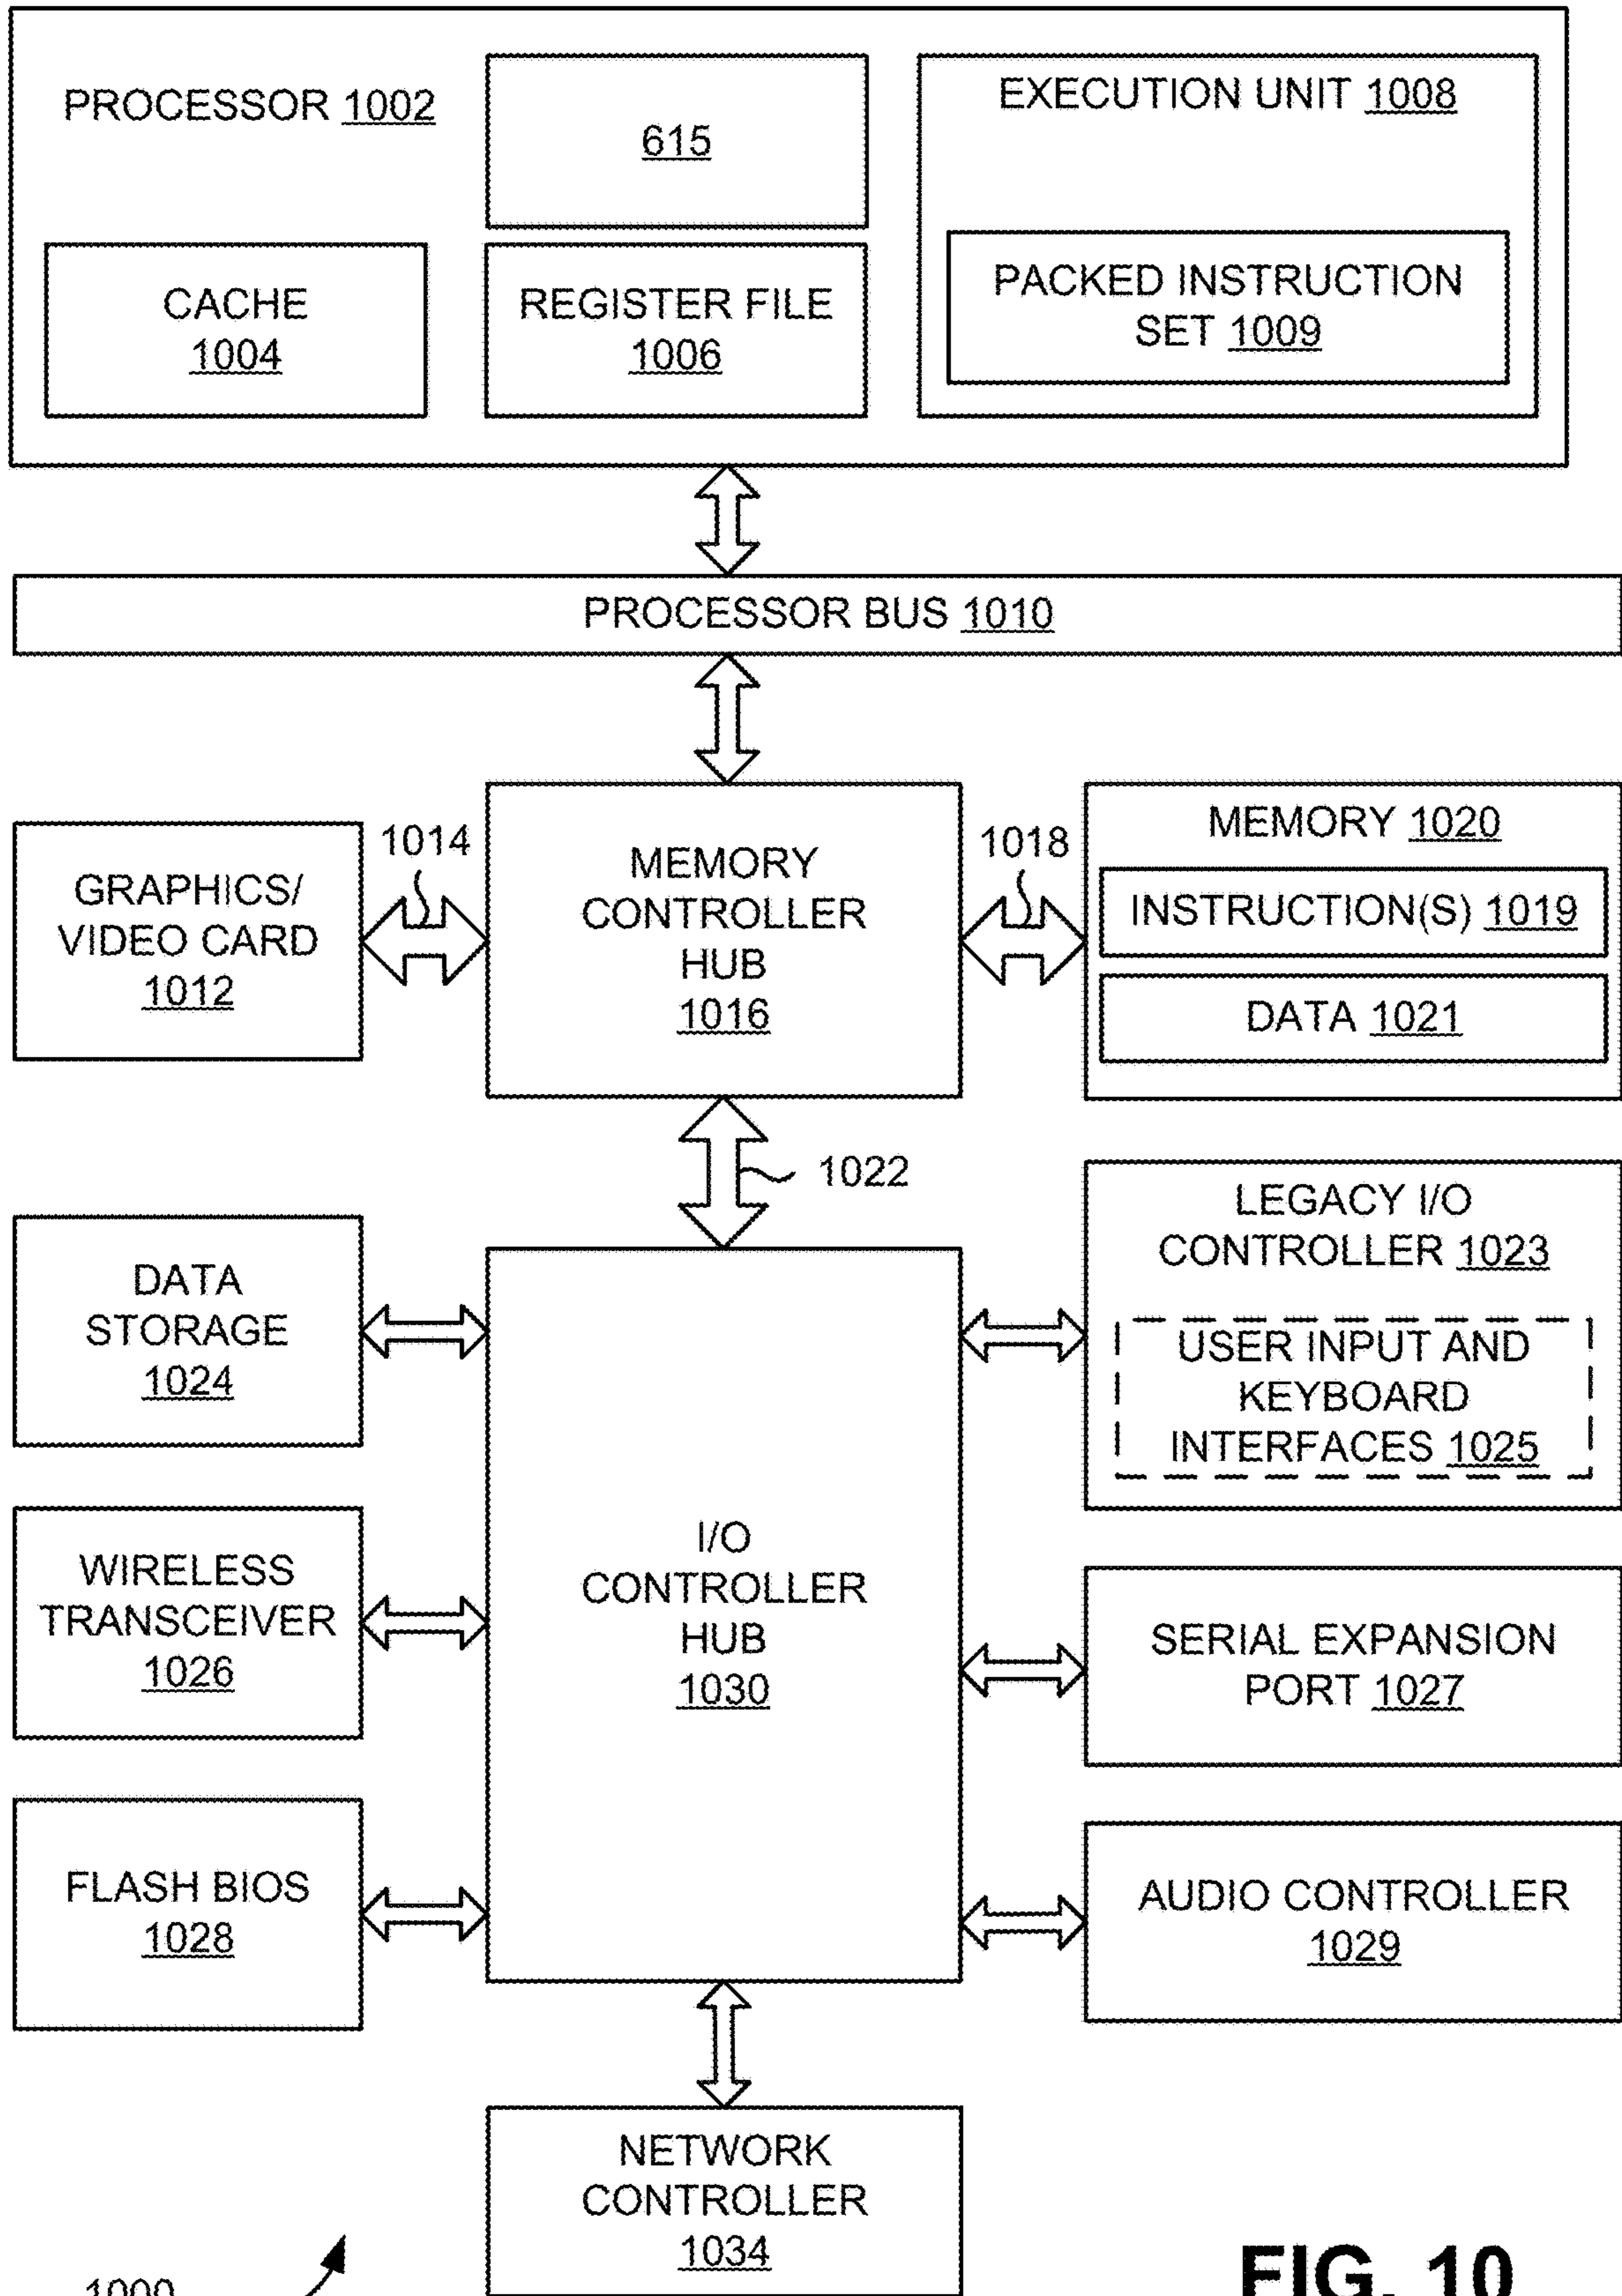 PROCESSOR 1002
615
EXECUTION UNIT 1008
PACKED INSTRUCTION
SET 1009
CACHE
1004
REGISTER FILE
1006
PROCESSOR BUS 1010
GRAPHICS/
VIDEO CARD
1012
1014
MEMORY
CONTROLLER
HUB
1016
1018
MEMORY 1020
INSTRUCTION(S) 1019
DATA 1021
1022
DATA
STORAGE
1024
LEGACY I/O
CONTROLLER 1023
USER INPUT AND
KEYBOARD
INTERFACES 1025
WIRELESS
TRANSCEIVER
1026
I/O
CONTROLLER
HUB
1030
SERIAL EXPANSION
PORT 1027
FLASH BIOS
1028
AUDIO CONTROLLER
1029
NETWORK
CONTROLLER
1034
1000
FIG. 10